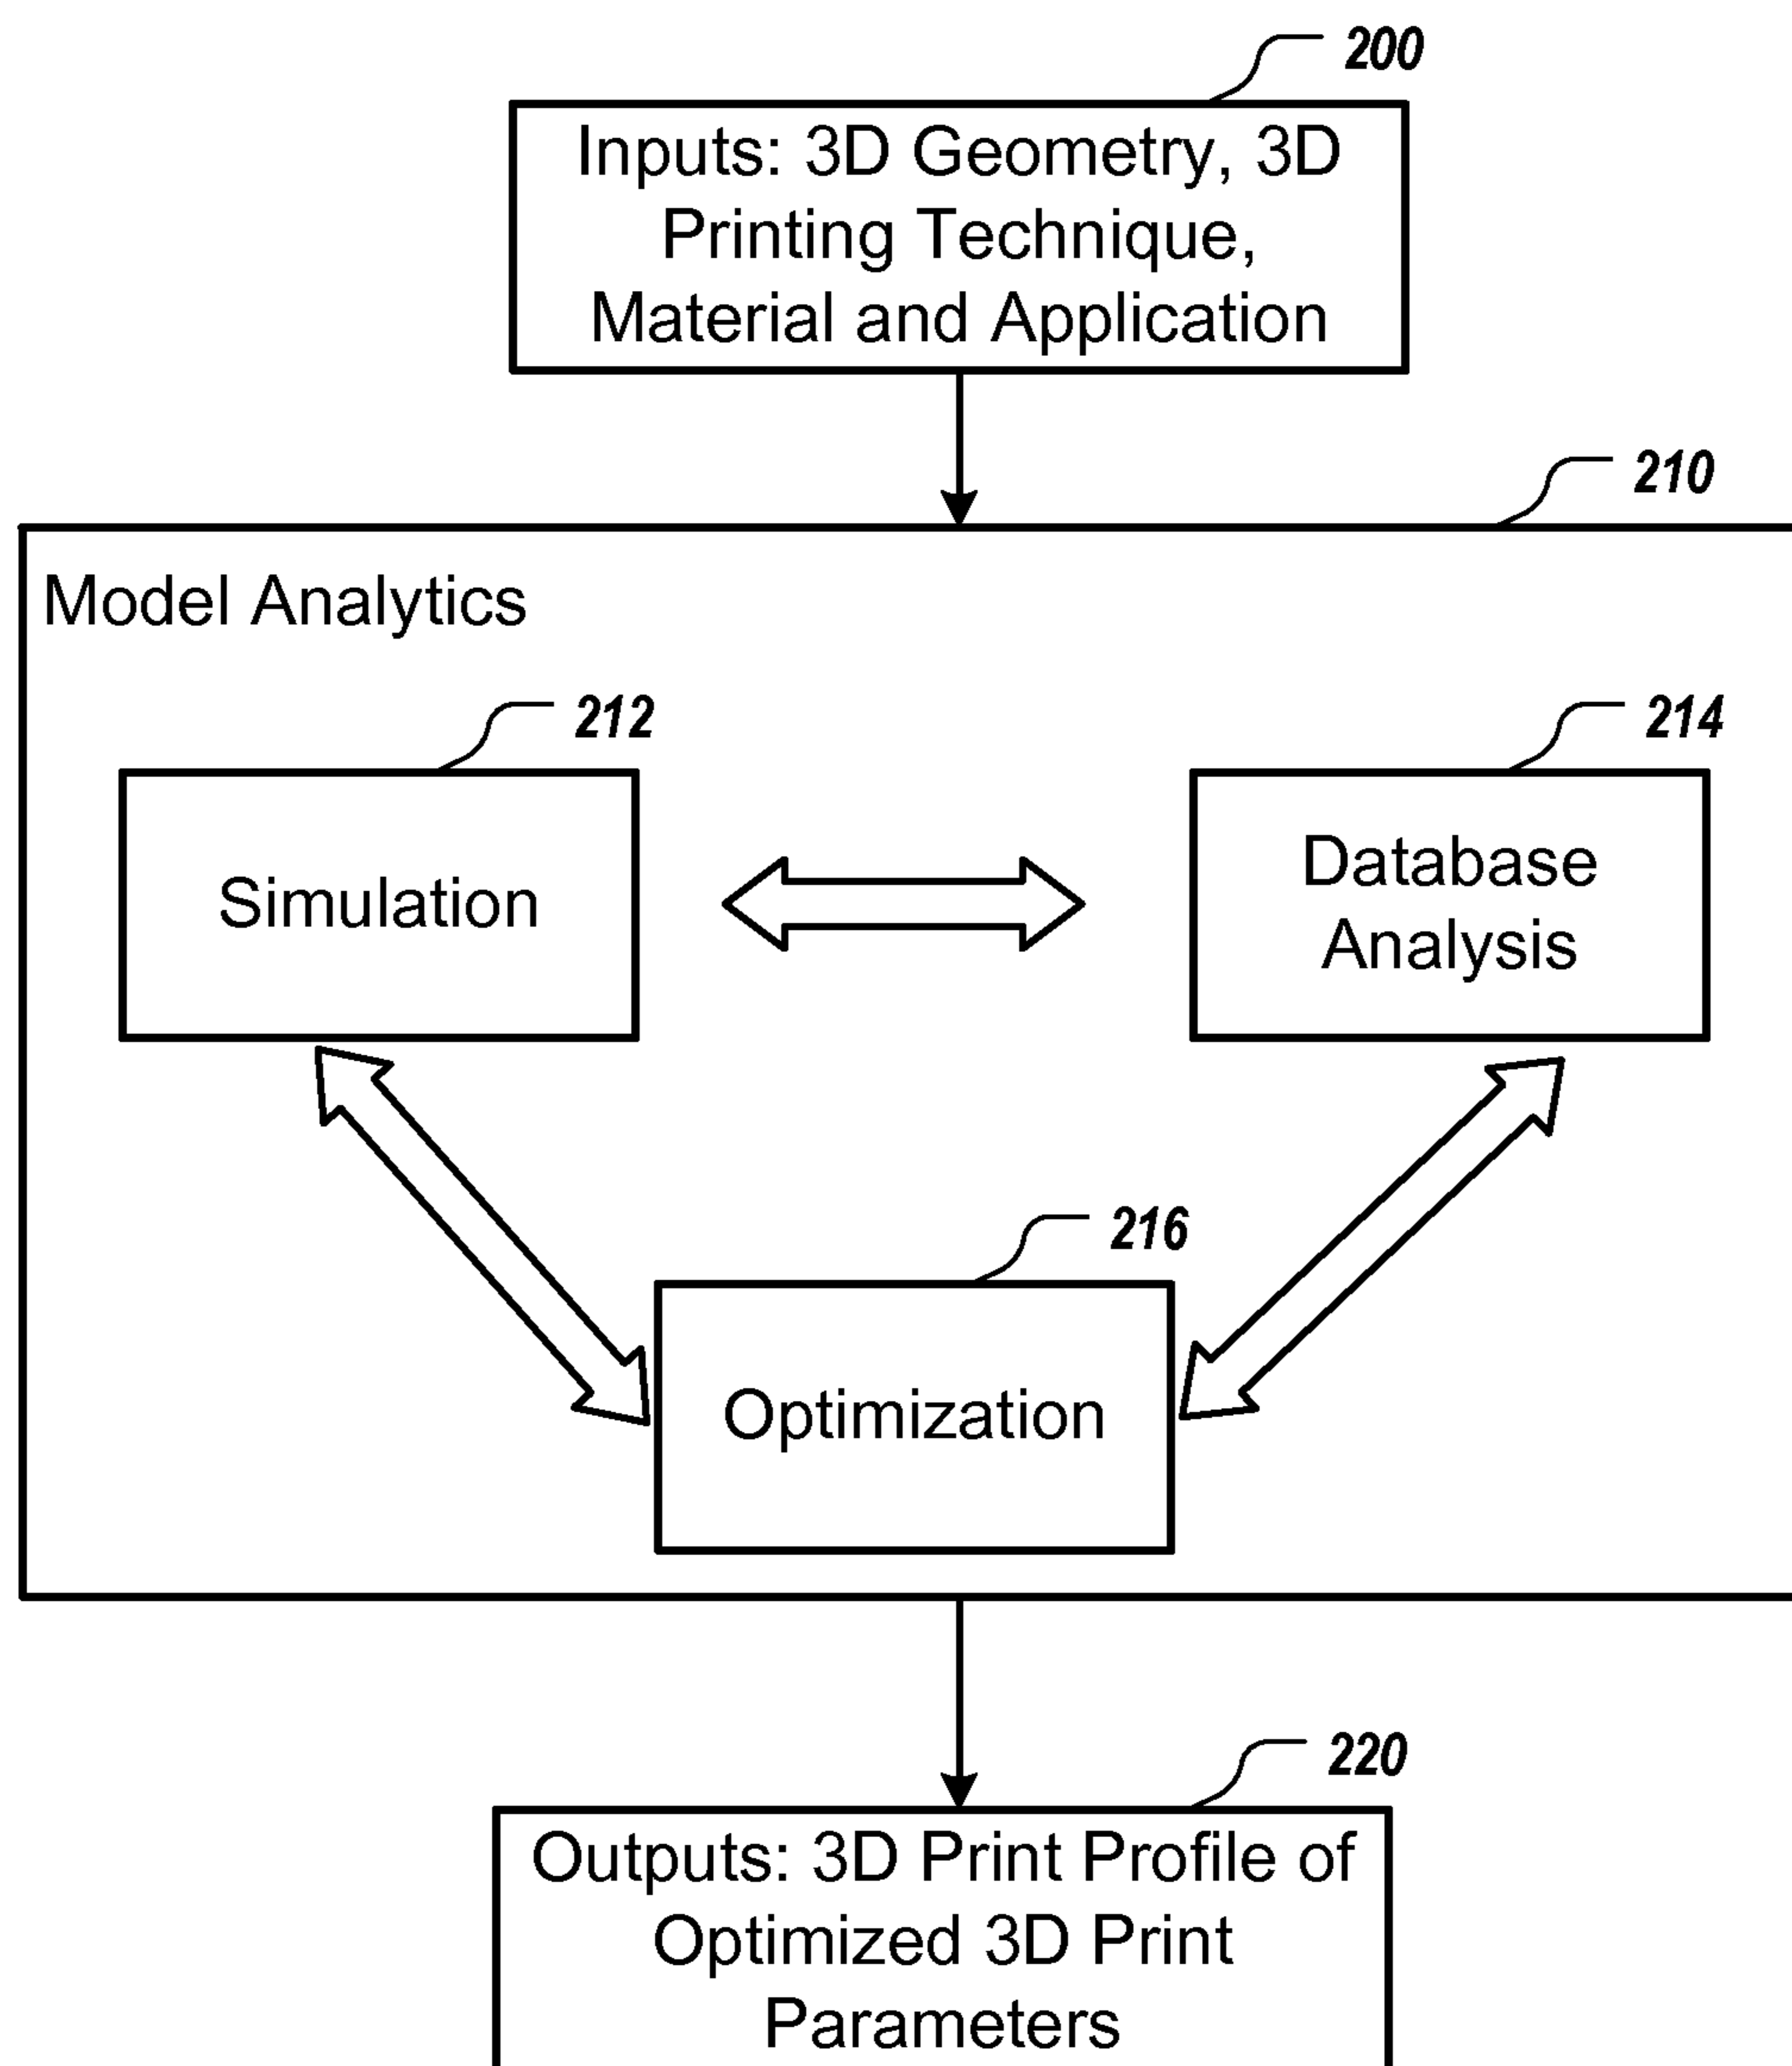 200
Inputs: 3D Geometry, 3D
Printing Technique,
Material and Application
210
Model Analytics
212
214
Simulation
Database
Analysis
216
Optimization
220
Outputs: 3D Print Profile of
Optimized 3D Print
Parameters